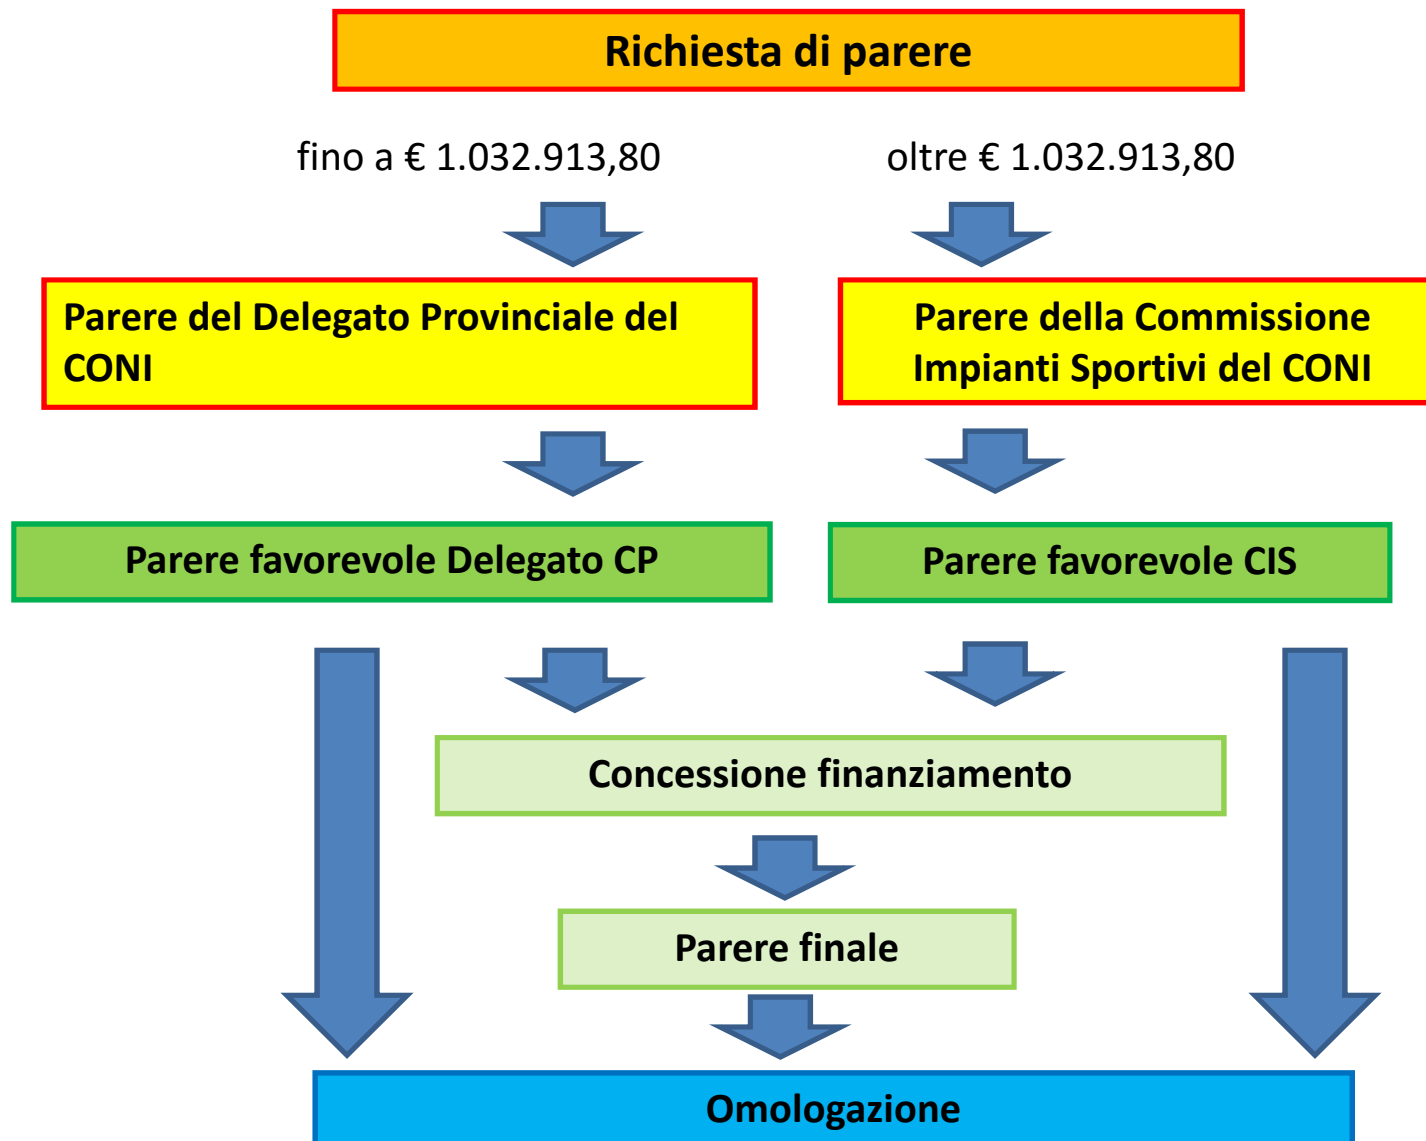 Richiesta di parere
fino a € 1.032.913,80
oltre € 1.032.913,80
Parere del Delegato Provinciale del
CONI
Parere della Commissione
Impianti Sportivi del CONI
Parere favorevole Delegato CP
Parere favorevole CIS
Concessione finanziamento
Parere finale
Omologazione